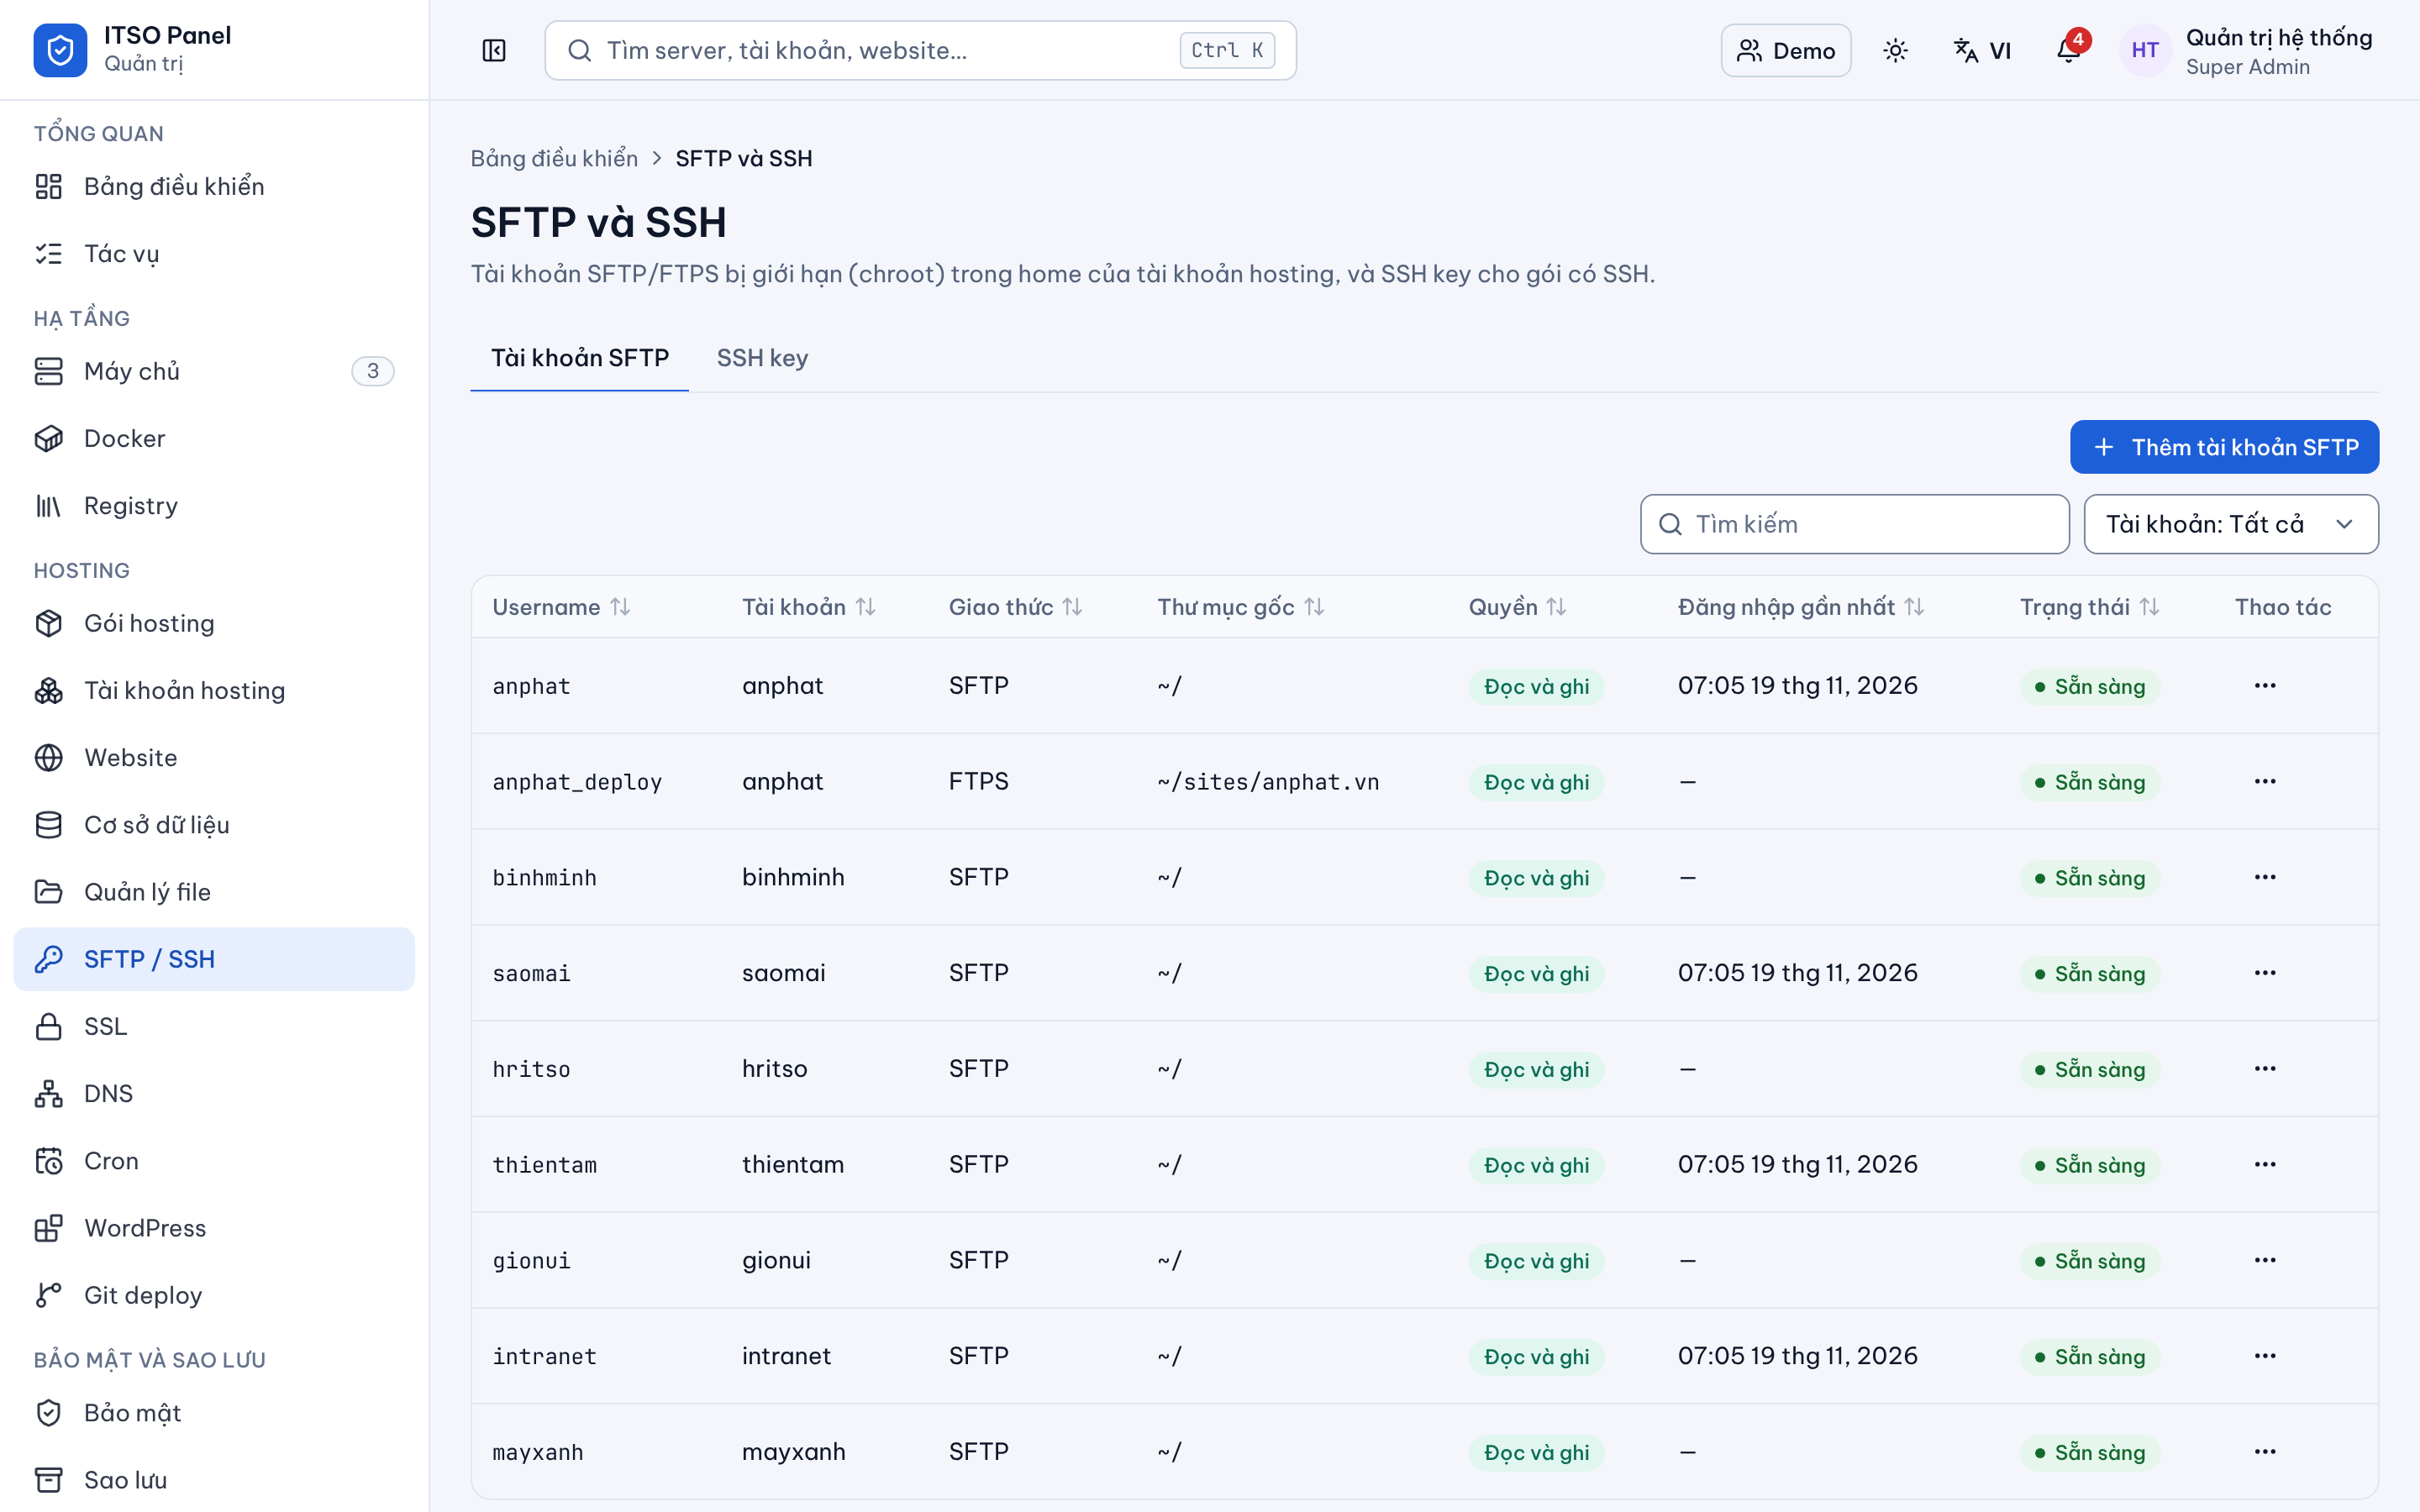 ITSO Panel
Quản trị
Tìm server, tài khoản, website...
Ctrl K
Demo
VI
4
HT
Quản trị hệ thống
Super Admin
TỔNG QUAN
Bảng điều khiển
Tác vụ
HẠ TẦNG
Máy chủ
3
Docker
Registry
HOSTING
Gói hosting
Tài khoản hosting
Website
Cơ sở dữ liệu
Quản lý file
SFTP / SSH
SSL
DNS
Cron
WordPress
Git deploy
BẢO MẬT VÀ SAO LƯU
Bảo mật
Sao lưu
Bảng điều khiển > SFTP và SSH
SFTP và SSH
Tài khoản SFTP/FTPS bị giới hạn (chroot) trong home của tài khoản hosting, và SSH key cho gói có SSH.
Tài khoản SFTP SSH key
+ Thêm tài khoản SFTP
Tìm kiếm
Tài khoản: Tất cả
Username Tài khoản Giao thức Thư mục gốc Quyền Đăng nhập gần nhất Trạng thái Thao tác
anphat anphat SFTP ~/ Đọc và ghi 07:05 19 thg 11, 2026 Sẵn sàng ...
anphat_deploy anphat FTPS ~/sites/anphat.vn Đọc và ghi — Sẵn sàng ...
binhminh binhminh SFTP ~/ Đọc và ghi — Sẵn sàng ...
saomai saomai SFTP ~/ Đọc và ghi 07:05 19 thg 11, 2026 Sẵn sàng ...
hritso hritso SFTP ~/ Đọc và ghi — Sẵn sàng ...
thientam thientam SFTP ~/ Đọc và ghi 07:05 19 thg 11, 2026 Sẵn sàng ...
gionui gionui SFTP ~/ Đọc và ghi — Sẵn sàng ...
intranet intranet SFTP ~/ Đọc và ghi 07:05 19 thg 11, 2026 Sẵn sàng ...
mayxanh mayxanh SFTP ~/ Đọc và ghi — Sẵn sàng ...